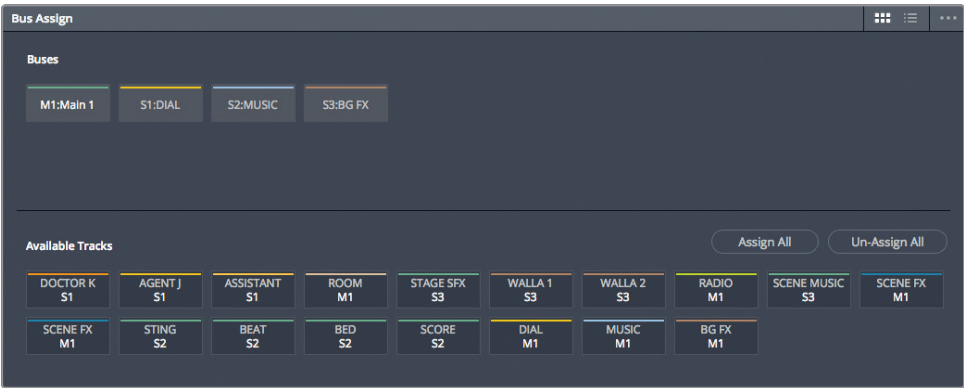 Bus Assign
Buses
M1:Main 1 S1:DIAL S2:MUSIC S3:BG FX
Available Tracks Assign All Un-Assign All
DOCTOR K AGENT J ASSISTANT ROOM STAGE SFX WALLA 1 WALLA 2 RADIO SCENE MUSIC SCENE FX
S1 S1 S1 M1 S3 S3 S3 M1 S3 M1
SCENE FX STING BEAT BED SCORE DIAL MUSIC BG FX
M1 S2 S2 S2 S2 M1 M1 M1